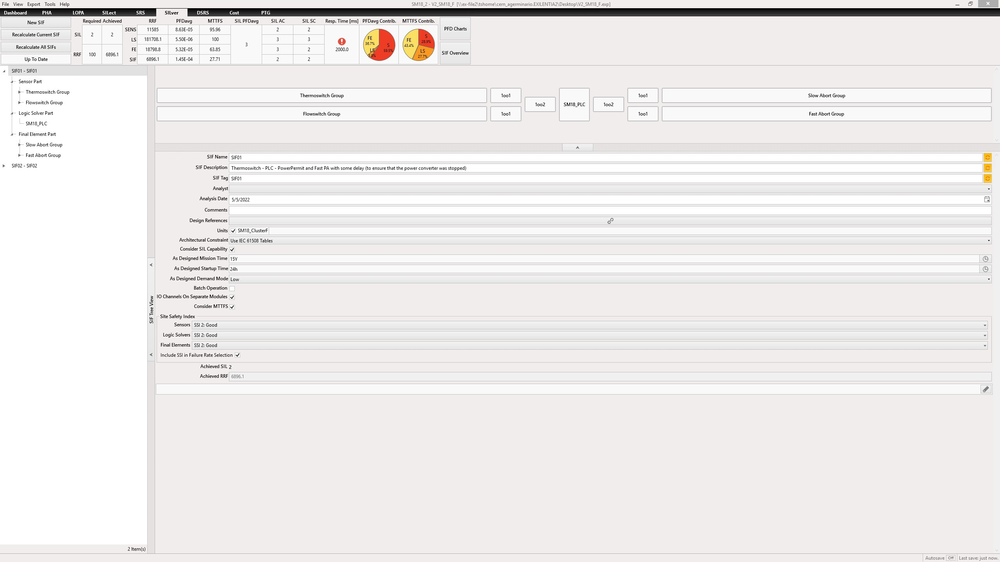 File View Export Tools Help
SM18_2 - V2_SM18_F [\\ex-file2\tshome\cern_agerminario.EXILENTIA2\Desktop\V2_SM18_F.exp]
Dashboard PHA LOPA SILect SRS SILver DSRS Cost PTG
New SIF
Recalculate Current SIF
Recalculate All SIFs
Up To Date
Required Achieved
SIL 2 2
RRF 100 6896.1
RRF PFDavg MTTFS SIL PFDavg SIL AC SIL SC Resp. Time [ms] PFDavg Contrib. MTTFS Contrib.
SENS 11585 8.63E-05 95.96 2 2
LS 181708.1 5.50E-06 100 3 3
FE 18798.8 5.32E-05 63.85 3 2
SIF 6896.1 1.45E-04 27.71 2 2
3
2000.0
FE
36.7%
LS
3.8%
S
59.5%
FE
43.4%
S
28.9%
LS
27.7%
PFD Charts
SIF Overview
SIF01 - SIF01
Sensor Part
Thermoswitch Group
Flowswitch Group
Logic Solver Part
SM18_PLC
Final Element Part
Slow Abort Group
Fast Abort Group
SIF02 - SIF02
2 Item(s)
SIF Tree View
Thermoswitch Group 1oo1 1oo1 Slow Abort Group
1oo2 SM18_PLC 1oo2
Flowswitch Group 1oo1 1oo1 Fast Abort Group
SIF Name SIF01
SIF Description Thermoswitch - PLC - PowerPermit and Fast PA with some delay (to ensure that the power converter was stopped)
SIF Tag SIF01
Analyst
Analysis Date 5/5/2022
Comments
Design References
Units SM18_ClusterF
Architectural Constraint Use IEC 61508 Tables
Consider SIL Capability
As Designed Mission Time 15Y
As Designed Startup Time 24h
As Designed Demand Mode Low
Batch Operation
IO Channels On Separate Modules
Consider MTTFS
Site Safety Index
Sensors SSI 2: Good
Logic Solvers SSI 2: Good
Final Elements SSI 2: Good
Include SSI in Failure Rate Selection
Achieved SIL 2
Achieved RRF 6896.1
Autosave Off Last save: just now.